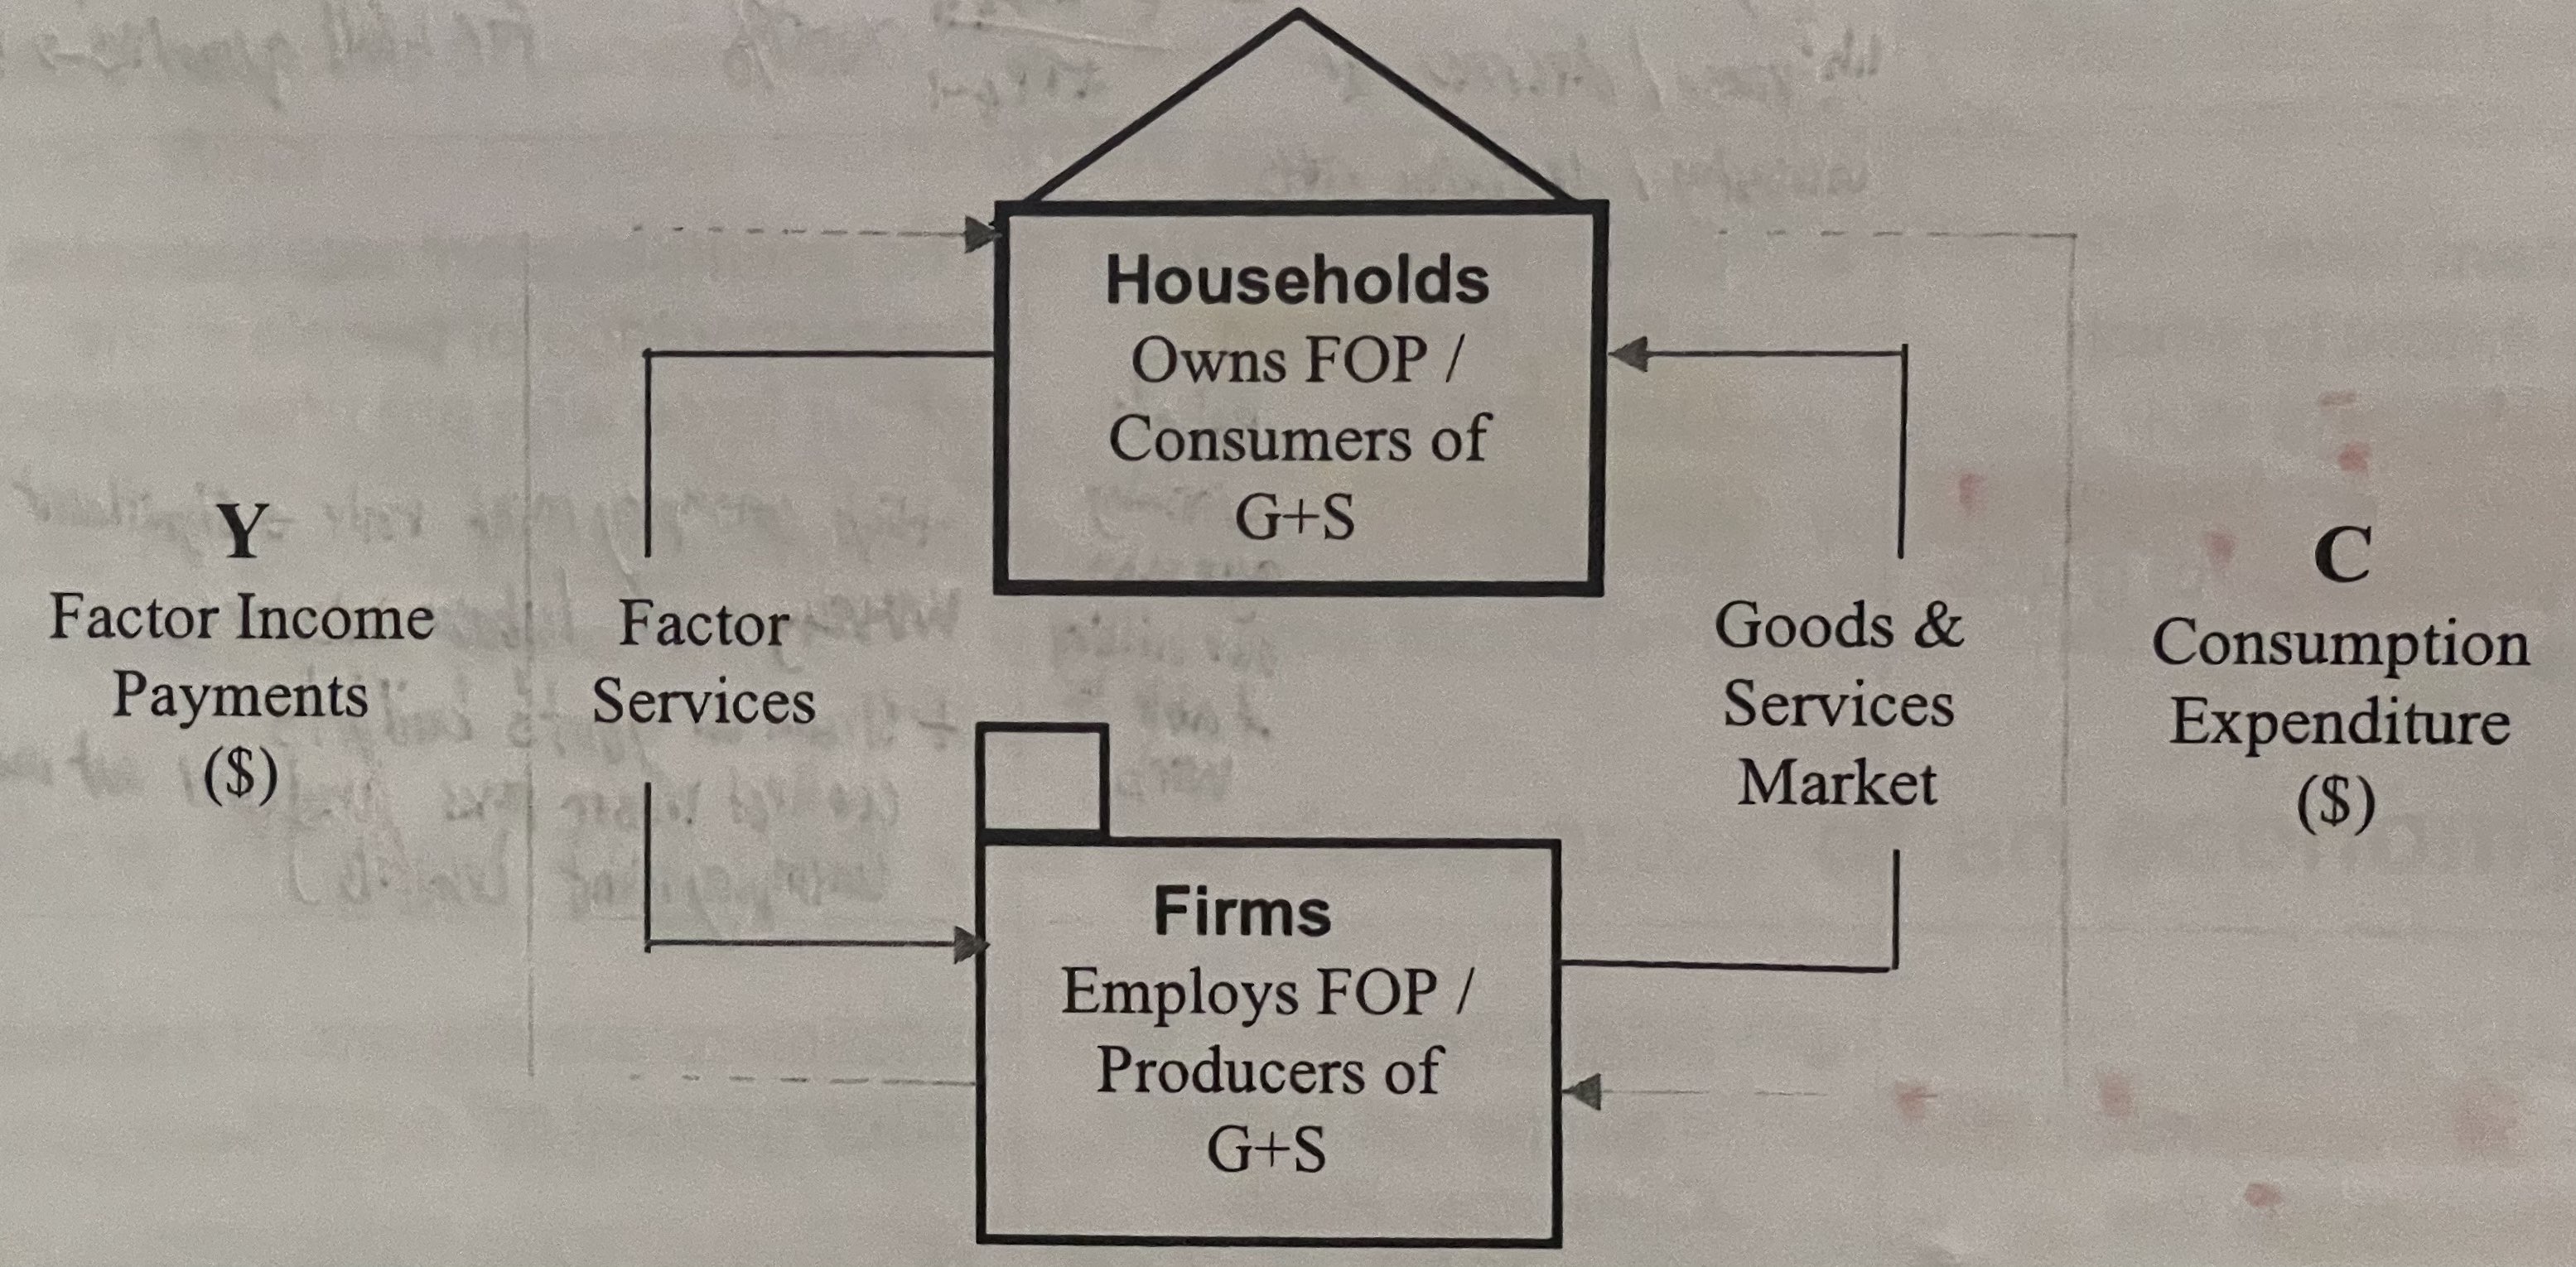 Households
Owns FOP /
Consumers of
G+S
Y
Factor Income
Payments
($)
Factor
Services
Goods &
Services
Market
C
Consumption
Expenditure
($)
Firms
Employs FOP /
Producers of
G+S